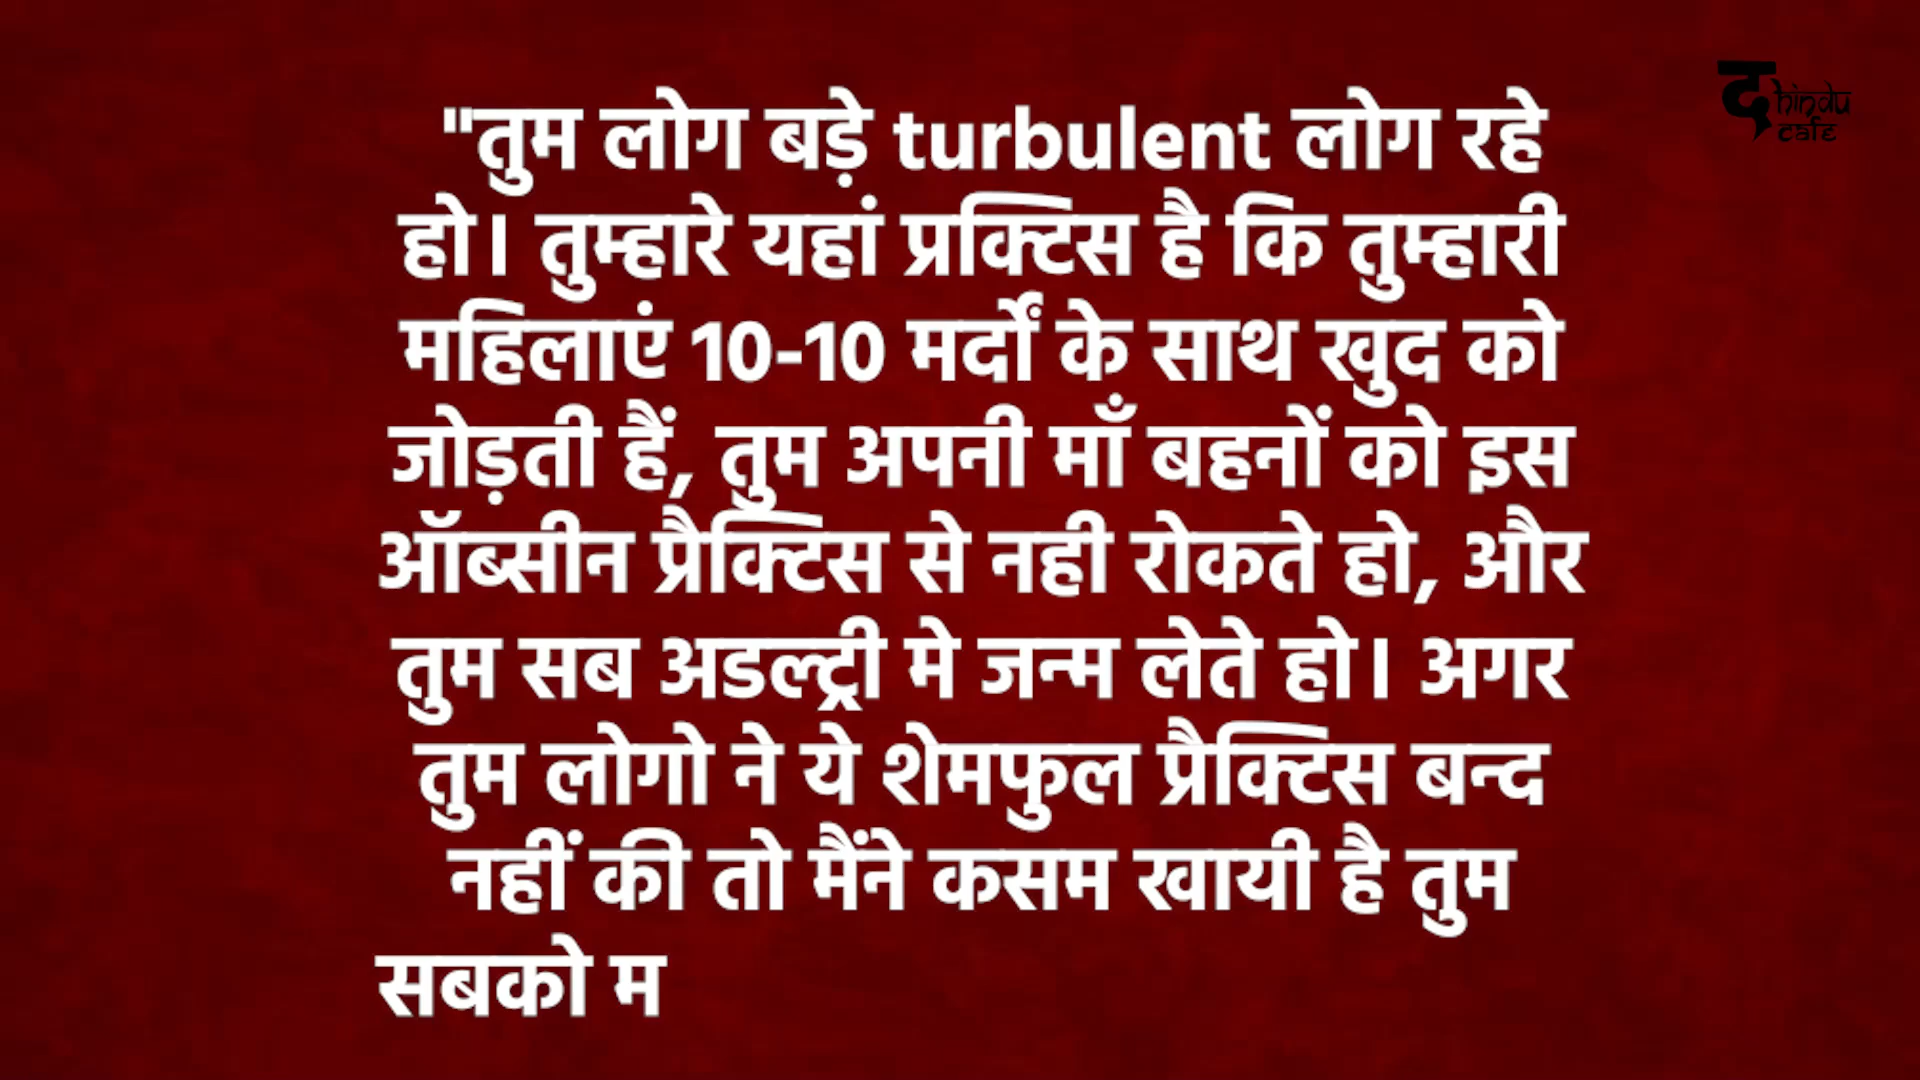 "तुम लोग बड़े turbulent लोग रहे
हो। तुम्हारे यहां प्रक्टिस है कि तुम्हारी
महिलाएं 10-10 मर्दों के साथ खुद को
जोड़ती हैं, तुम अपनी माँ बहनों को इस
ऑब्सीन प्रैक्टिस से नही रोकते हो, और
तुम सब अडल्ट्री मे जन्म लेते हो। अगर
तुम लोगो ने ये शेमफुल प्रैक्टिस बन्द
नहीं की तो मैंने कसम खायी है तुम
सबको म
द hindu
cafe